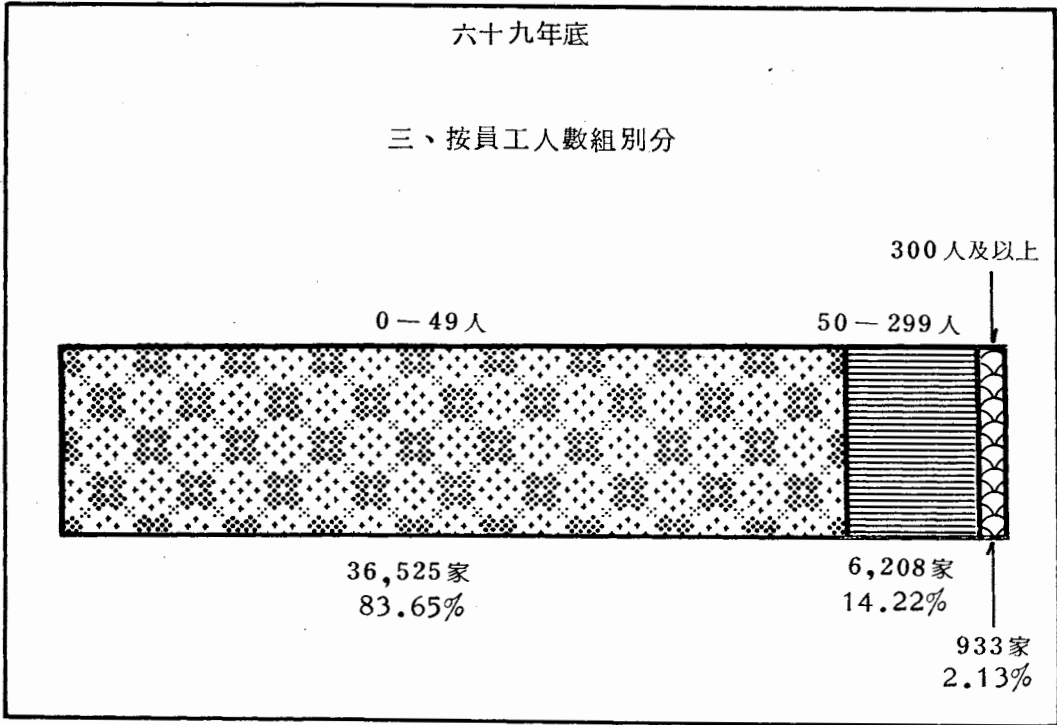 六十九年底
三、按員工人數組別分
300人及以上
0—49人
50—299人
36,525家
83.65%
6,208家
14.22%
933家
2.13%